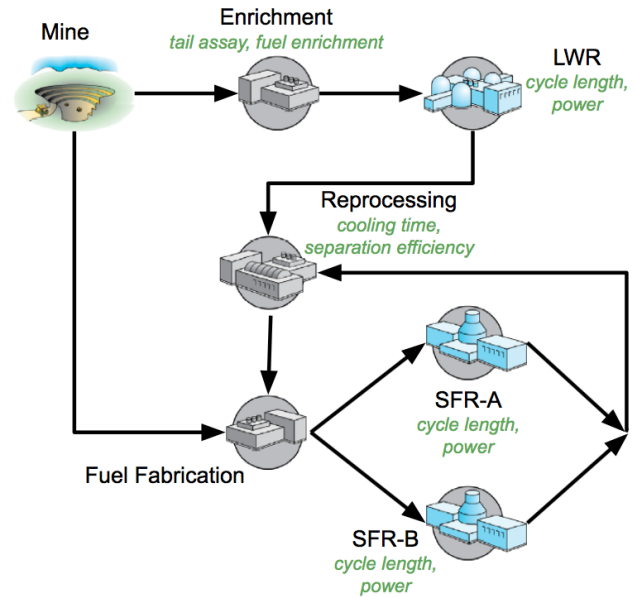 Mine
Enrichment
tail assay, fuel enrichment
LWR
cycle length,
power
Reprocessing
cooling time,
separation efficiency
SFR-A
cycle length,
power
Fuel Fabrication
SFR-B
cycle length,
power